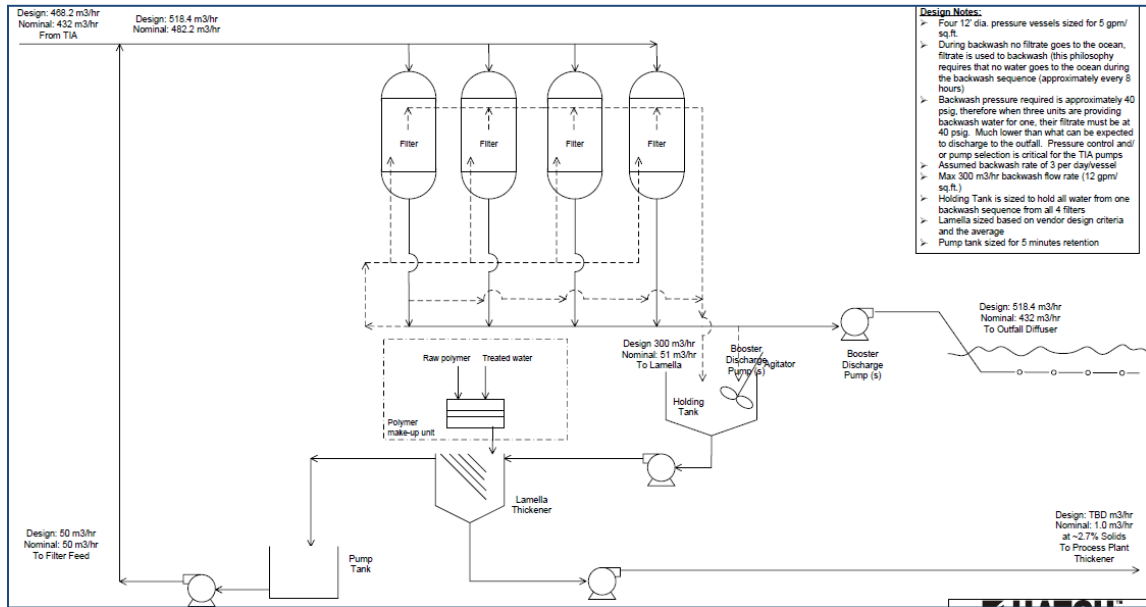 Design: 468.2 m3/hr
Nominal: 432 m3/hr
From TIA
Design: 518.4 m3/hr
Nominal: 482.2 m3/hr
Design Notes:
Four 12' dia. pressure vessels sized for 5 gpm/
sq.ft.
During backwash no filtrate goes to the ocean,
filtrate is used to backwash (this philosophy
requires that no water goes to the ocean during
the backwash sequence (approximately every 8
hours)
Backwash pressure required is approximately 40
psig, therefore when three units are providing
backwash water for one, their filtrate must be at
40 psig. Much lower than what can be expected
to discharge to the outfall. Pressure control and/
or pump selection is critical for the TIA pumps
Assumed backwash rate of 3 per day/vessel
Max 300 m3/hr backwash flow rate (12 gpm/
sq.ft.)
Holding Tank is sized to hold all water from one
backwash sequence from all 4 filters
Lamella sized based on vendor design criteria
and the average
Pump tank sized for 5 minutes retention
Filter
Filter
Filter
Filter
Design: 518.4 m3/hr
Nominal: 432 m3/hr
To Outfall Diffuser
Booster
Discharge
Pump (s)
Design 300 m3/hr
Nominal: 51 m3/hr
To Lamella
Booster
Discharge
Pump (s)
Agitator
Holding
Tank
Raw polymer
Treated water
Polymer
make-up unit
Lamella
Thickener
Design: 50 m3/hr
Nominal: 50 m3/hr
To Filter Feed
Pump
Tank
Design: TBD m3/hr
Nominal: 1.0 m3/hr
at ~2.7% Solids
To Process Plant
Thickener
HATCH™